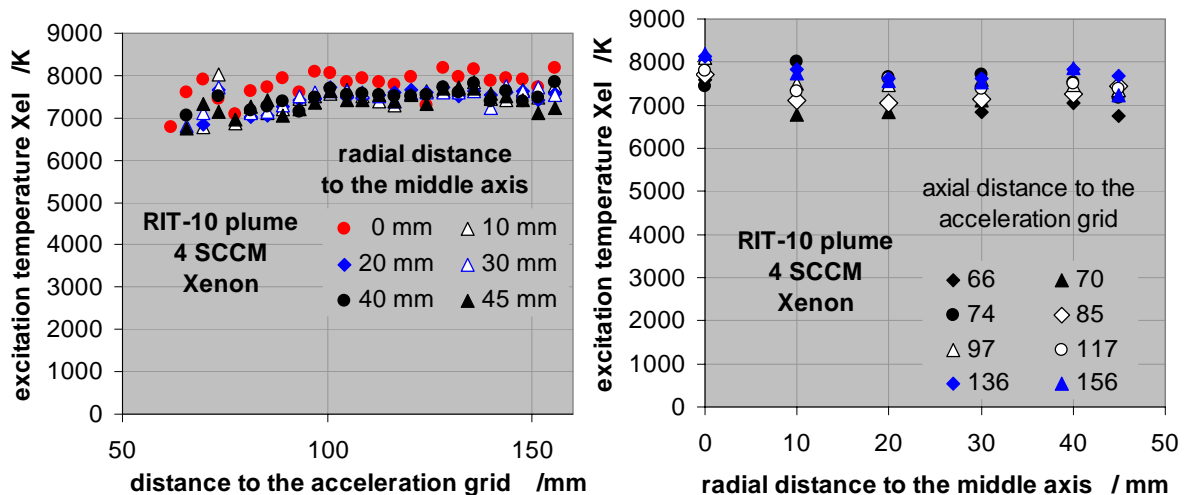 excitation temperature Xel /K
9000
8000
7000
6000
5000
4000
3000
2000
1000
0
50
100
150
distance to the acceleration grid /mm
radial distance
to the middle axis
RIT-10 plume
4 SCCM
Xenon
0 mm
10 mm
20 mm
30 mm
40 mm
45 mm
excitation temperature Xel /K
9000
8000
7000
6000
5000
4000
3000
2000
1000
0
0
10
20
30
40
50
radial distance to the middle axis / mm
axial distance to the
acceleration grid
RIT-10 plume
4 SCCM
Xenon
66
70
74
85
97
117
136
156